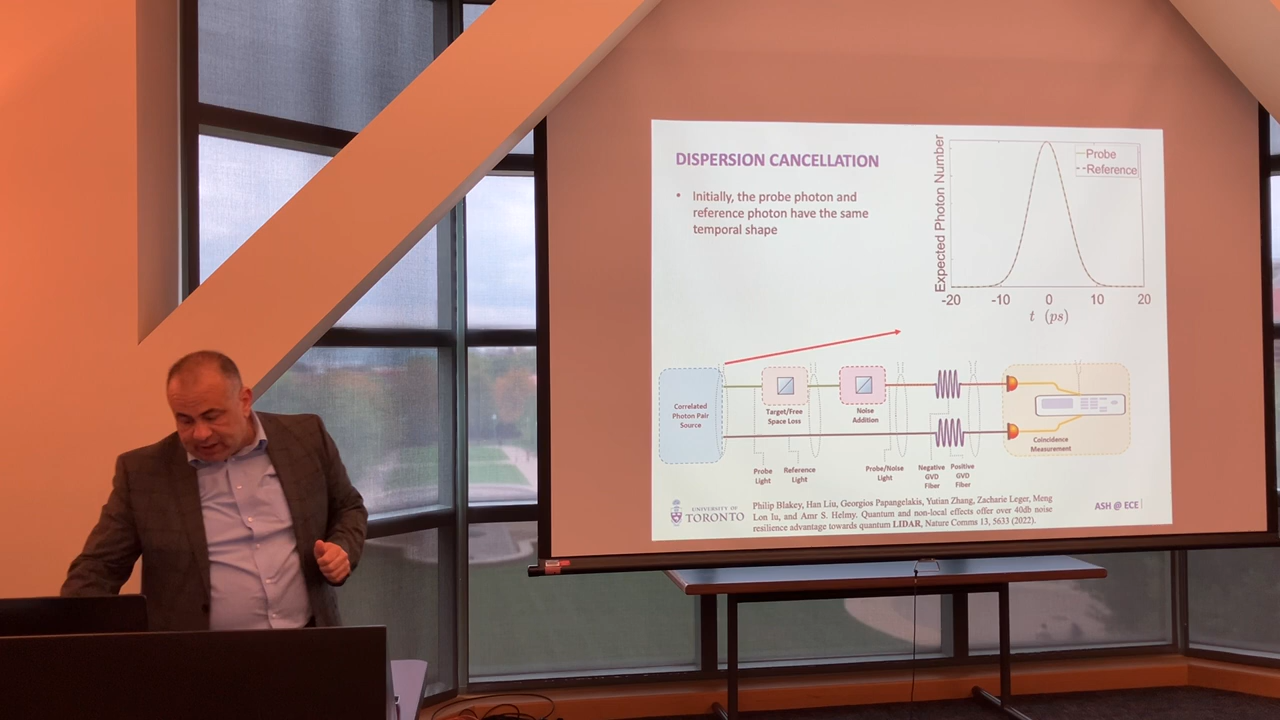 DISPERSION CANCELLATION
• Initially, the probe photon and
reference photon have the same
temporal shape
Expected Photon Number
Probe
Reference
-20 -10 0 10 20
t (ps)
Correlated
Photon Pair
Source
Target/Free
Space Loss
Noise
Addition
Coincidence
Measurement
Probe
Light
Reference
Light
Probe/Noise
Light
Negative
GVD
Fiber
Positive
GVD
Fiber
UNIVERSITY OF
TORONTO
Philip Blakey, Han Liu, Georgios Papangelakis, Yutian Zhang, Zacharie Leger, Meng
Lon Iu, and Amr S. Helmy. Quantum and non-local effects offer over 40db noise
resilience advantage towards quantum LIDAR, Nature Comms 13, 5633 (2022).
ASH @ ECE